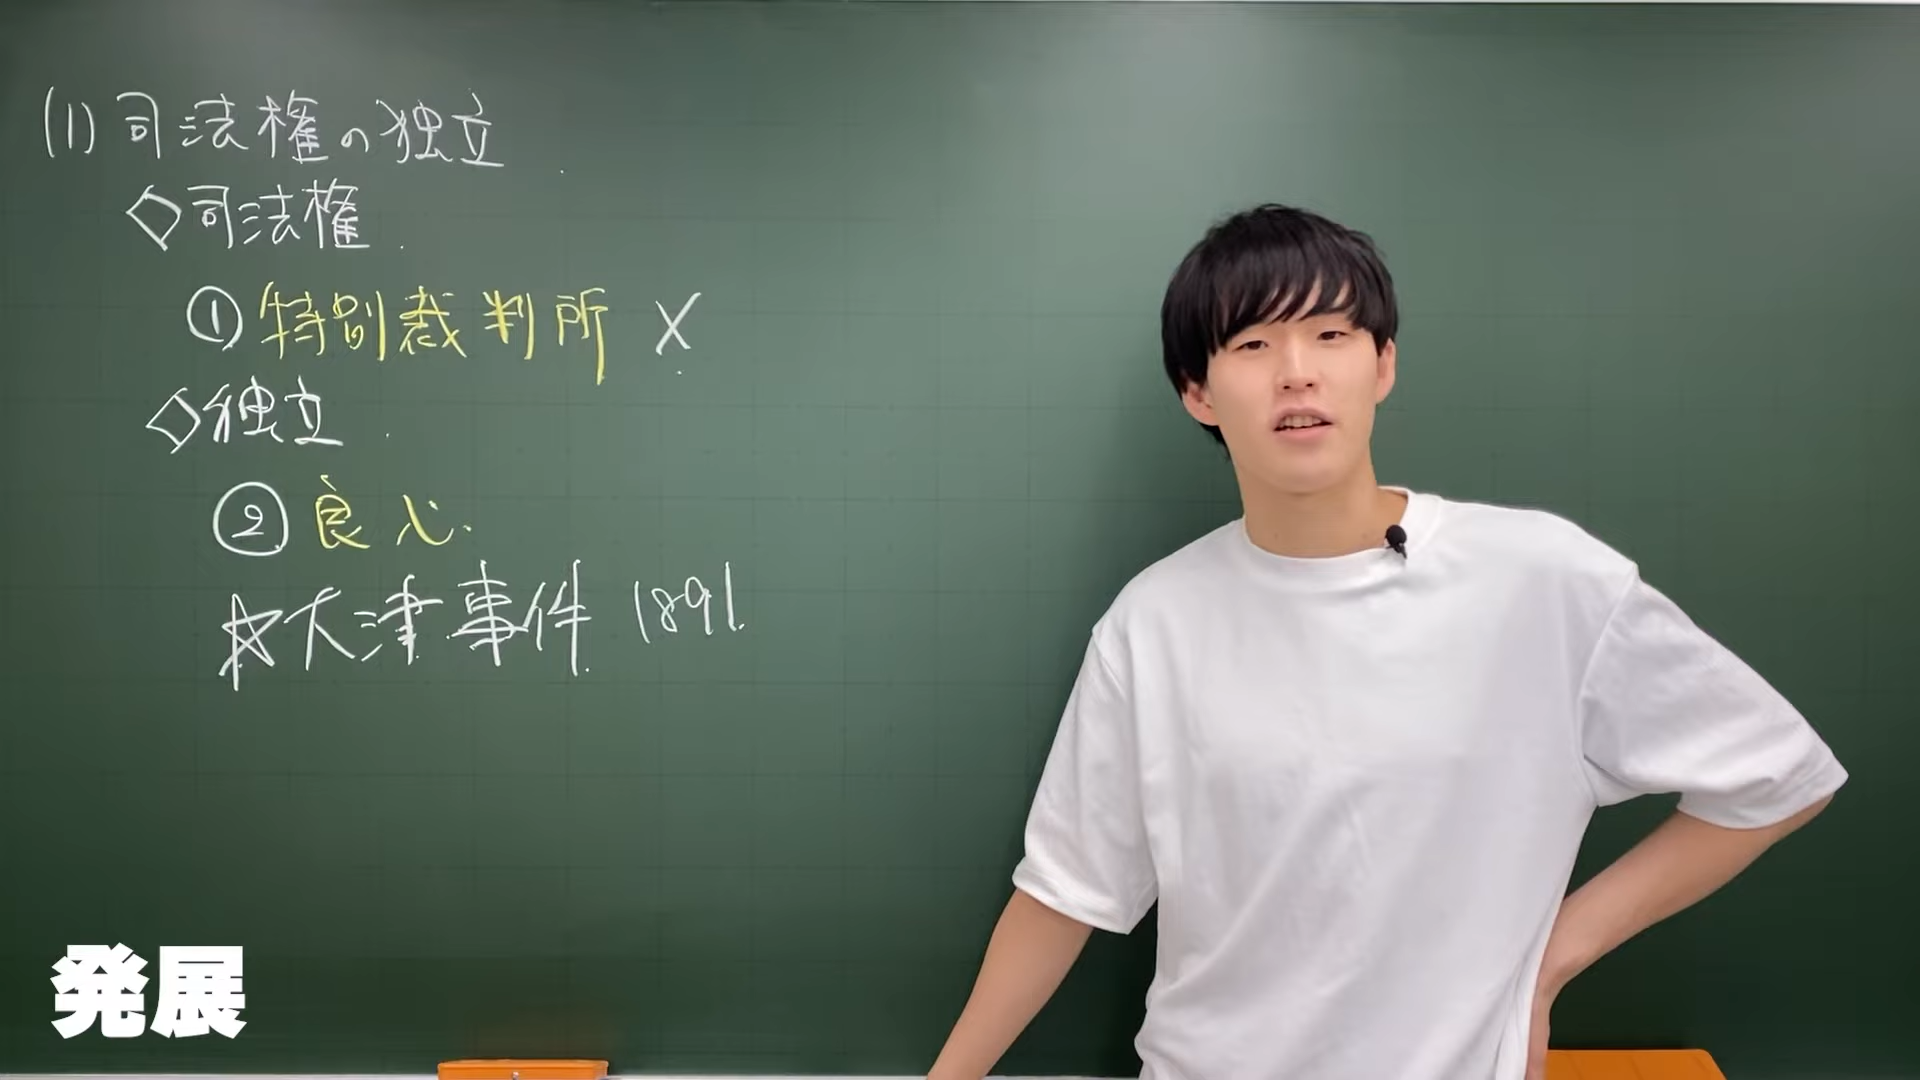 (1) 司法権の独立
◇司法権
① 特別裁判所 X
◇独立
② 良心
☆大津事件 1891
発展